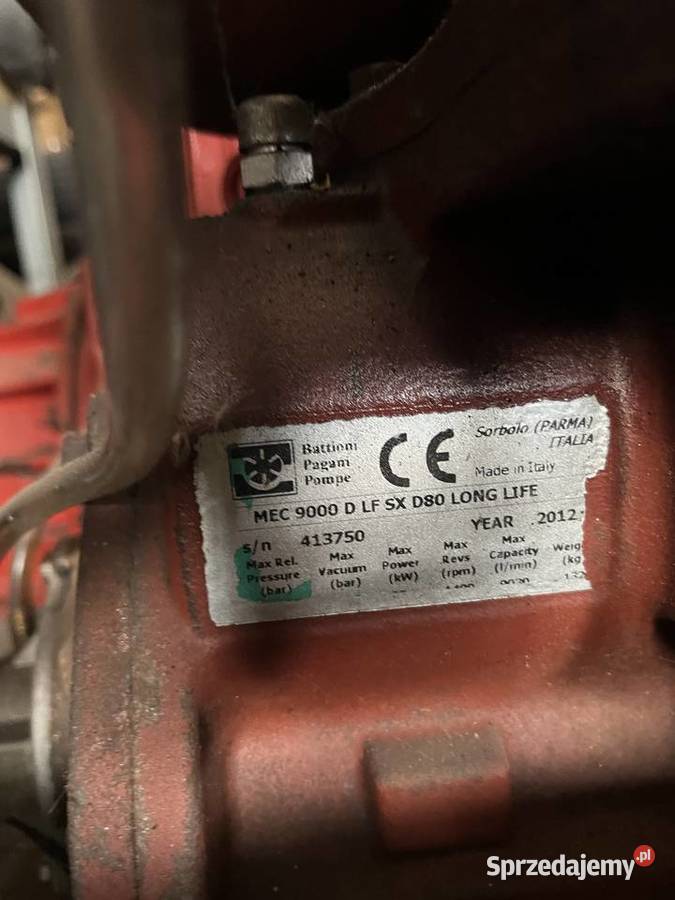 Battioni
Pagani
Pompe
CE
Sorbolo (PARMA)
ITALIA
Made in Italy
MEC 9000 D LF SX D80 LONG LIFE
s/n 413750
YEAR 2012
Max Rel.
Pressure
(bar)
Max
Vacuum
(bar)
Max
Power
(kW)
Max
Revs
(rpm)
Max
Capacity
(l/min)
Weig
(kg
Sprzedajemy.pl